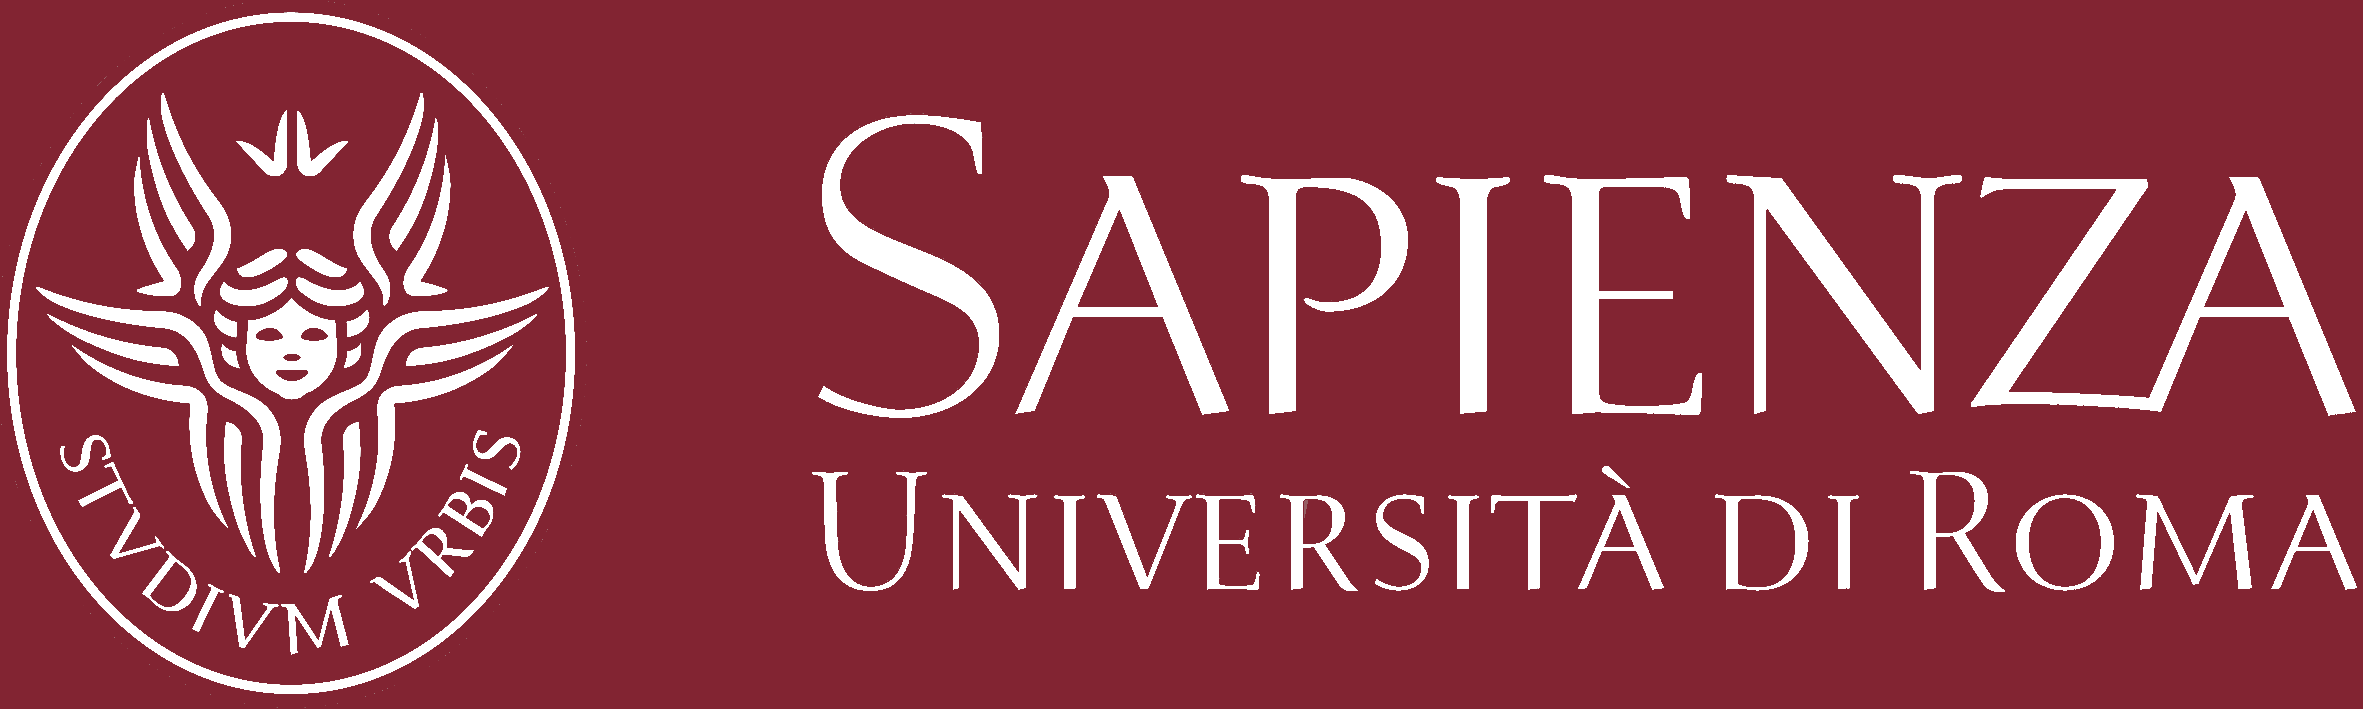 STVDIVM VRBIS
SAPIENZA
UNIVERSITÀ DI ROMA